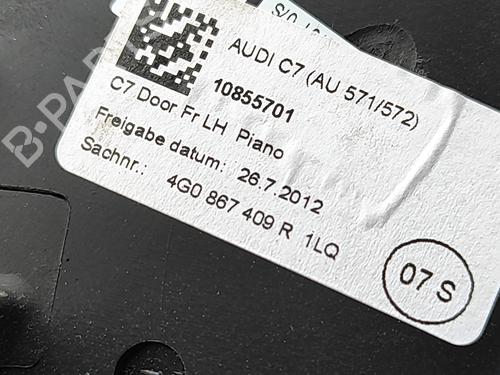 AUDI C7 (AU 571/572)
10855701
C7 Door Fr LH Piano
Freigabe datum: 26.7.2012
Sachnr.: 4G0 867 409 R 1LQ
07 S
B-PARTS